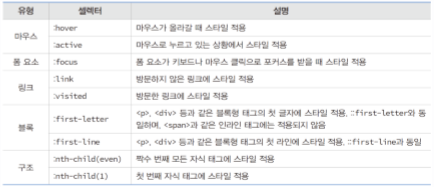 유형 셀렉터 설명
마우스 :hover 마우스가 올라갈 때 스타일 적용
:active 마우스로 누르고 있는 상황에서 스타일 적용
폼 요소 :focus 폼 요소가 키보드나 마우스 클릭으로 포커스를 받을 때 스타일 적용
링크 :link 방문하지 않은 링크에 스타일 적용
:visited 방문한 링크에 스타일 적용
블록 :first-letter <p>, <div> 등과 같은 블록형 태그의 첫 글자에 스타일 적용, ::first-letter와 동
일하며, <span>과 같은 인라인 태그에는 적용되지 않음
:first-line <p>, <div> 등과 같은 블록형 태그의 첫 라인에 스타일 적용, ::first-line과 동일
구조 :nth-child(even) 짝수 번째 모든 자식 태그에 스타일 적용
:nth-child(1) 첫 번째 자식 태그에 스타일 적용